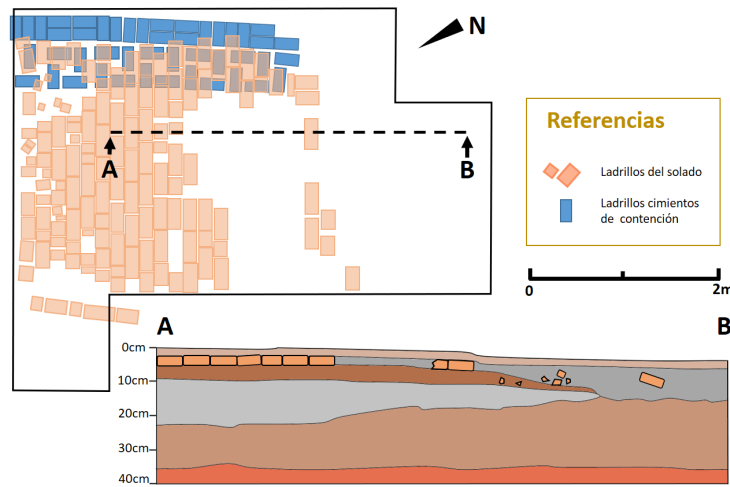 N
A
B
Referencias
Ladrillos del solado
Ladrillos cimientos
de contención
0
2m
A
B
0cm
10cm
20cm
30cm
40cm